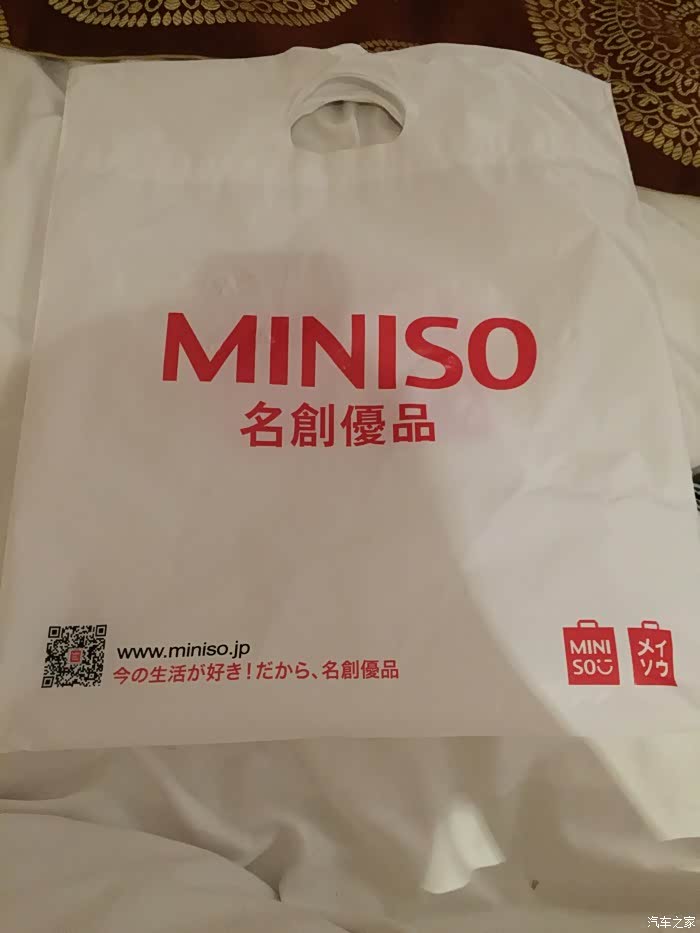 MINISO
名創優品
www.miniso.jp
今の生活が好き!だから、名創優品
MINI
SO
メイ
ソウ
汽车之家